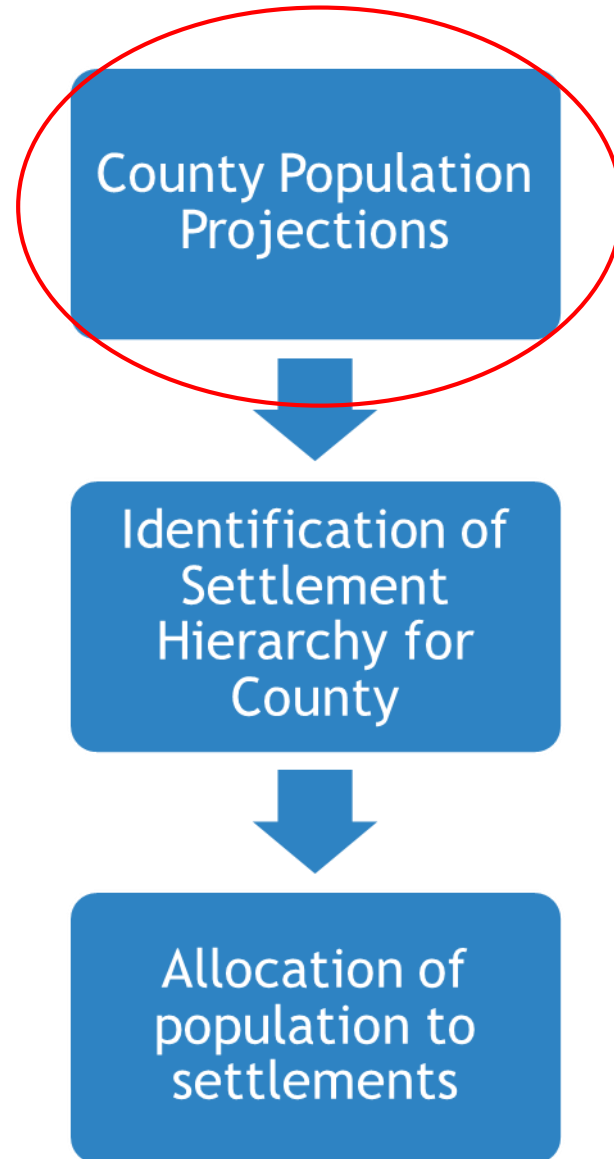 County Population
Projections
Identification of
Settlement
Hierarchy for
County
Allocation of
population to
settlements